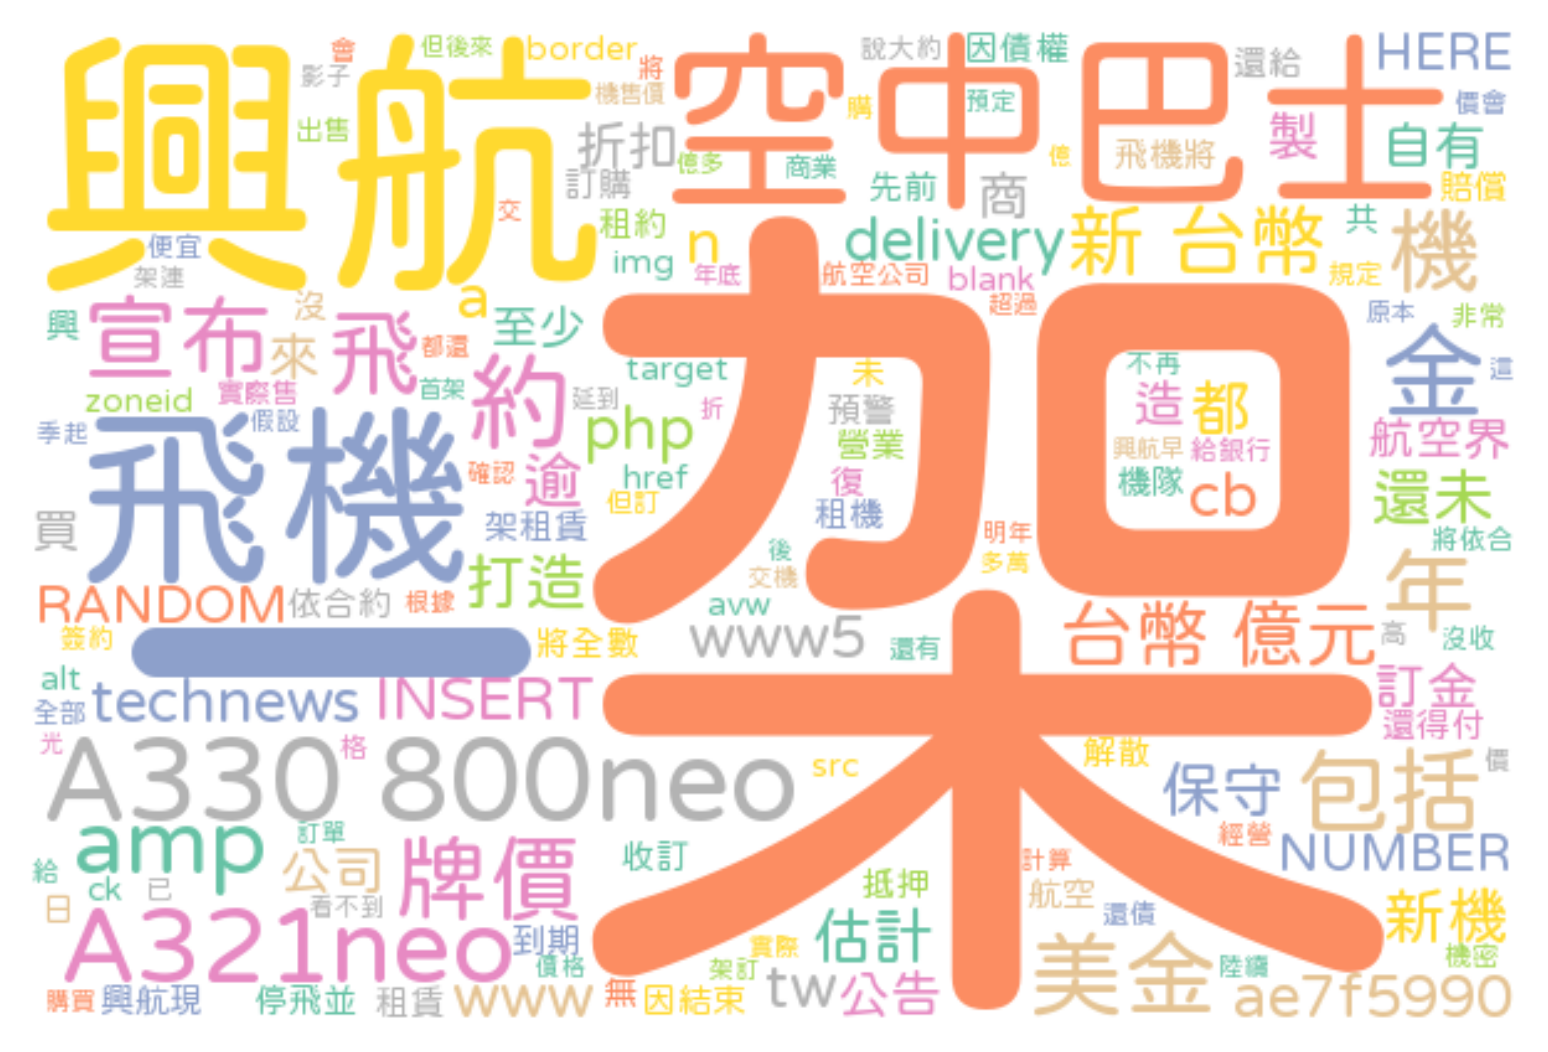 興航
空中巴士
架
飛機
一
會
影子
但後來
border
將
機售價
說大約
因債權
還給
HERE
出售
折扣
億多
訂購
購
預定
商業
億
飛機將
製
價會
自有
交
租約
n
先前
商
賠償
便宜
架連
img
年底
delivery
新 台幣
共
機
航空公司
blank
規定
興
宣布
沒
來
飛
a
至少
超過
原本
非常
都還
首架
約
target
未
不再
金
這
zoneid
實際售
延到
折
預警
造
都
季起
假設
php
營業
興航早
給銀行
航空界
確認
逾
href
但訂
復
機隊
cb
還未
買
架租賃
租機
明年
將依合
後
多萬
打造
交機
年
RANDOM
依合約
根據
avw
簽約
將全數
www5
還有
台幣 億元
高
沒收
alt
全部
technews
INSERT
訂金
還得付
光
格
A330 800neo
src
解散
保守
包括
價
amp
訂單
經營
NUMBER
給
公司
牌價
收訂
計算
ck
已
抵押
航空
日
看不到
還債
新機
A321neo
到期
估計
實際
機密
價格
架訂
美金
陸續
購買
興航現
停飛並
租賃
www
無
因結束
tw
公告
ae7f5990